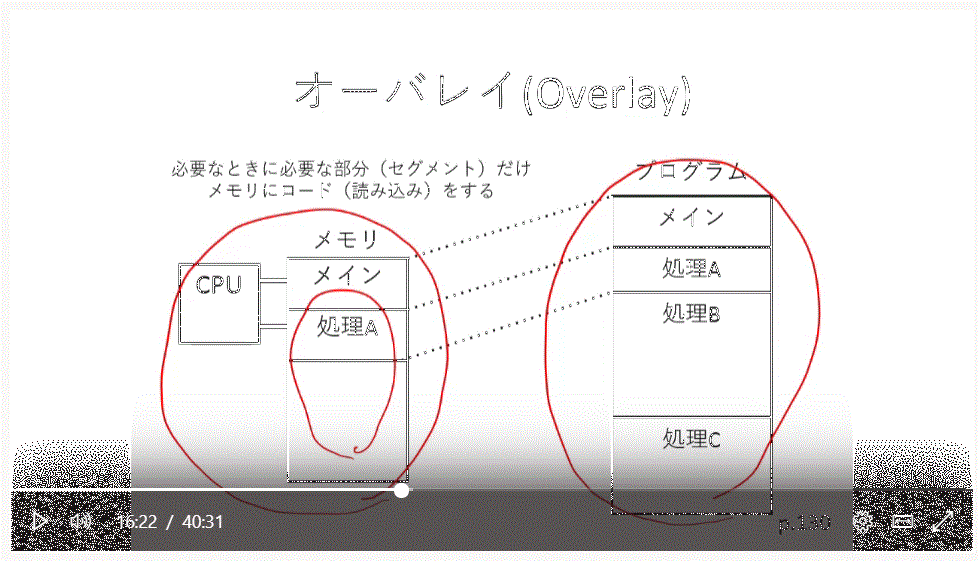 オーバレイ(Overlay)
必要なときに必要な部分（セグメント）だけ
メモリにコード（読み込み）をする
プログラム
メイン
処理A
処理B
処理C
メモリ
CPU
メイン
処理A
16:22 / 40:31
p.130